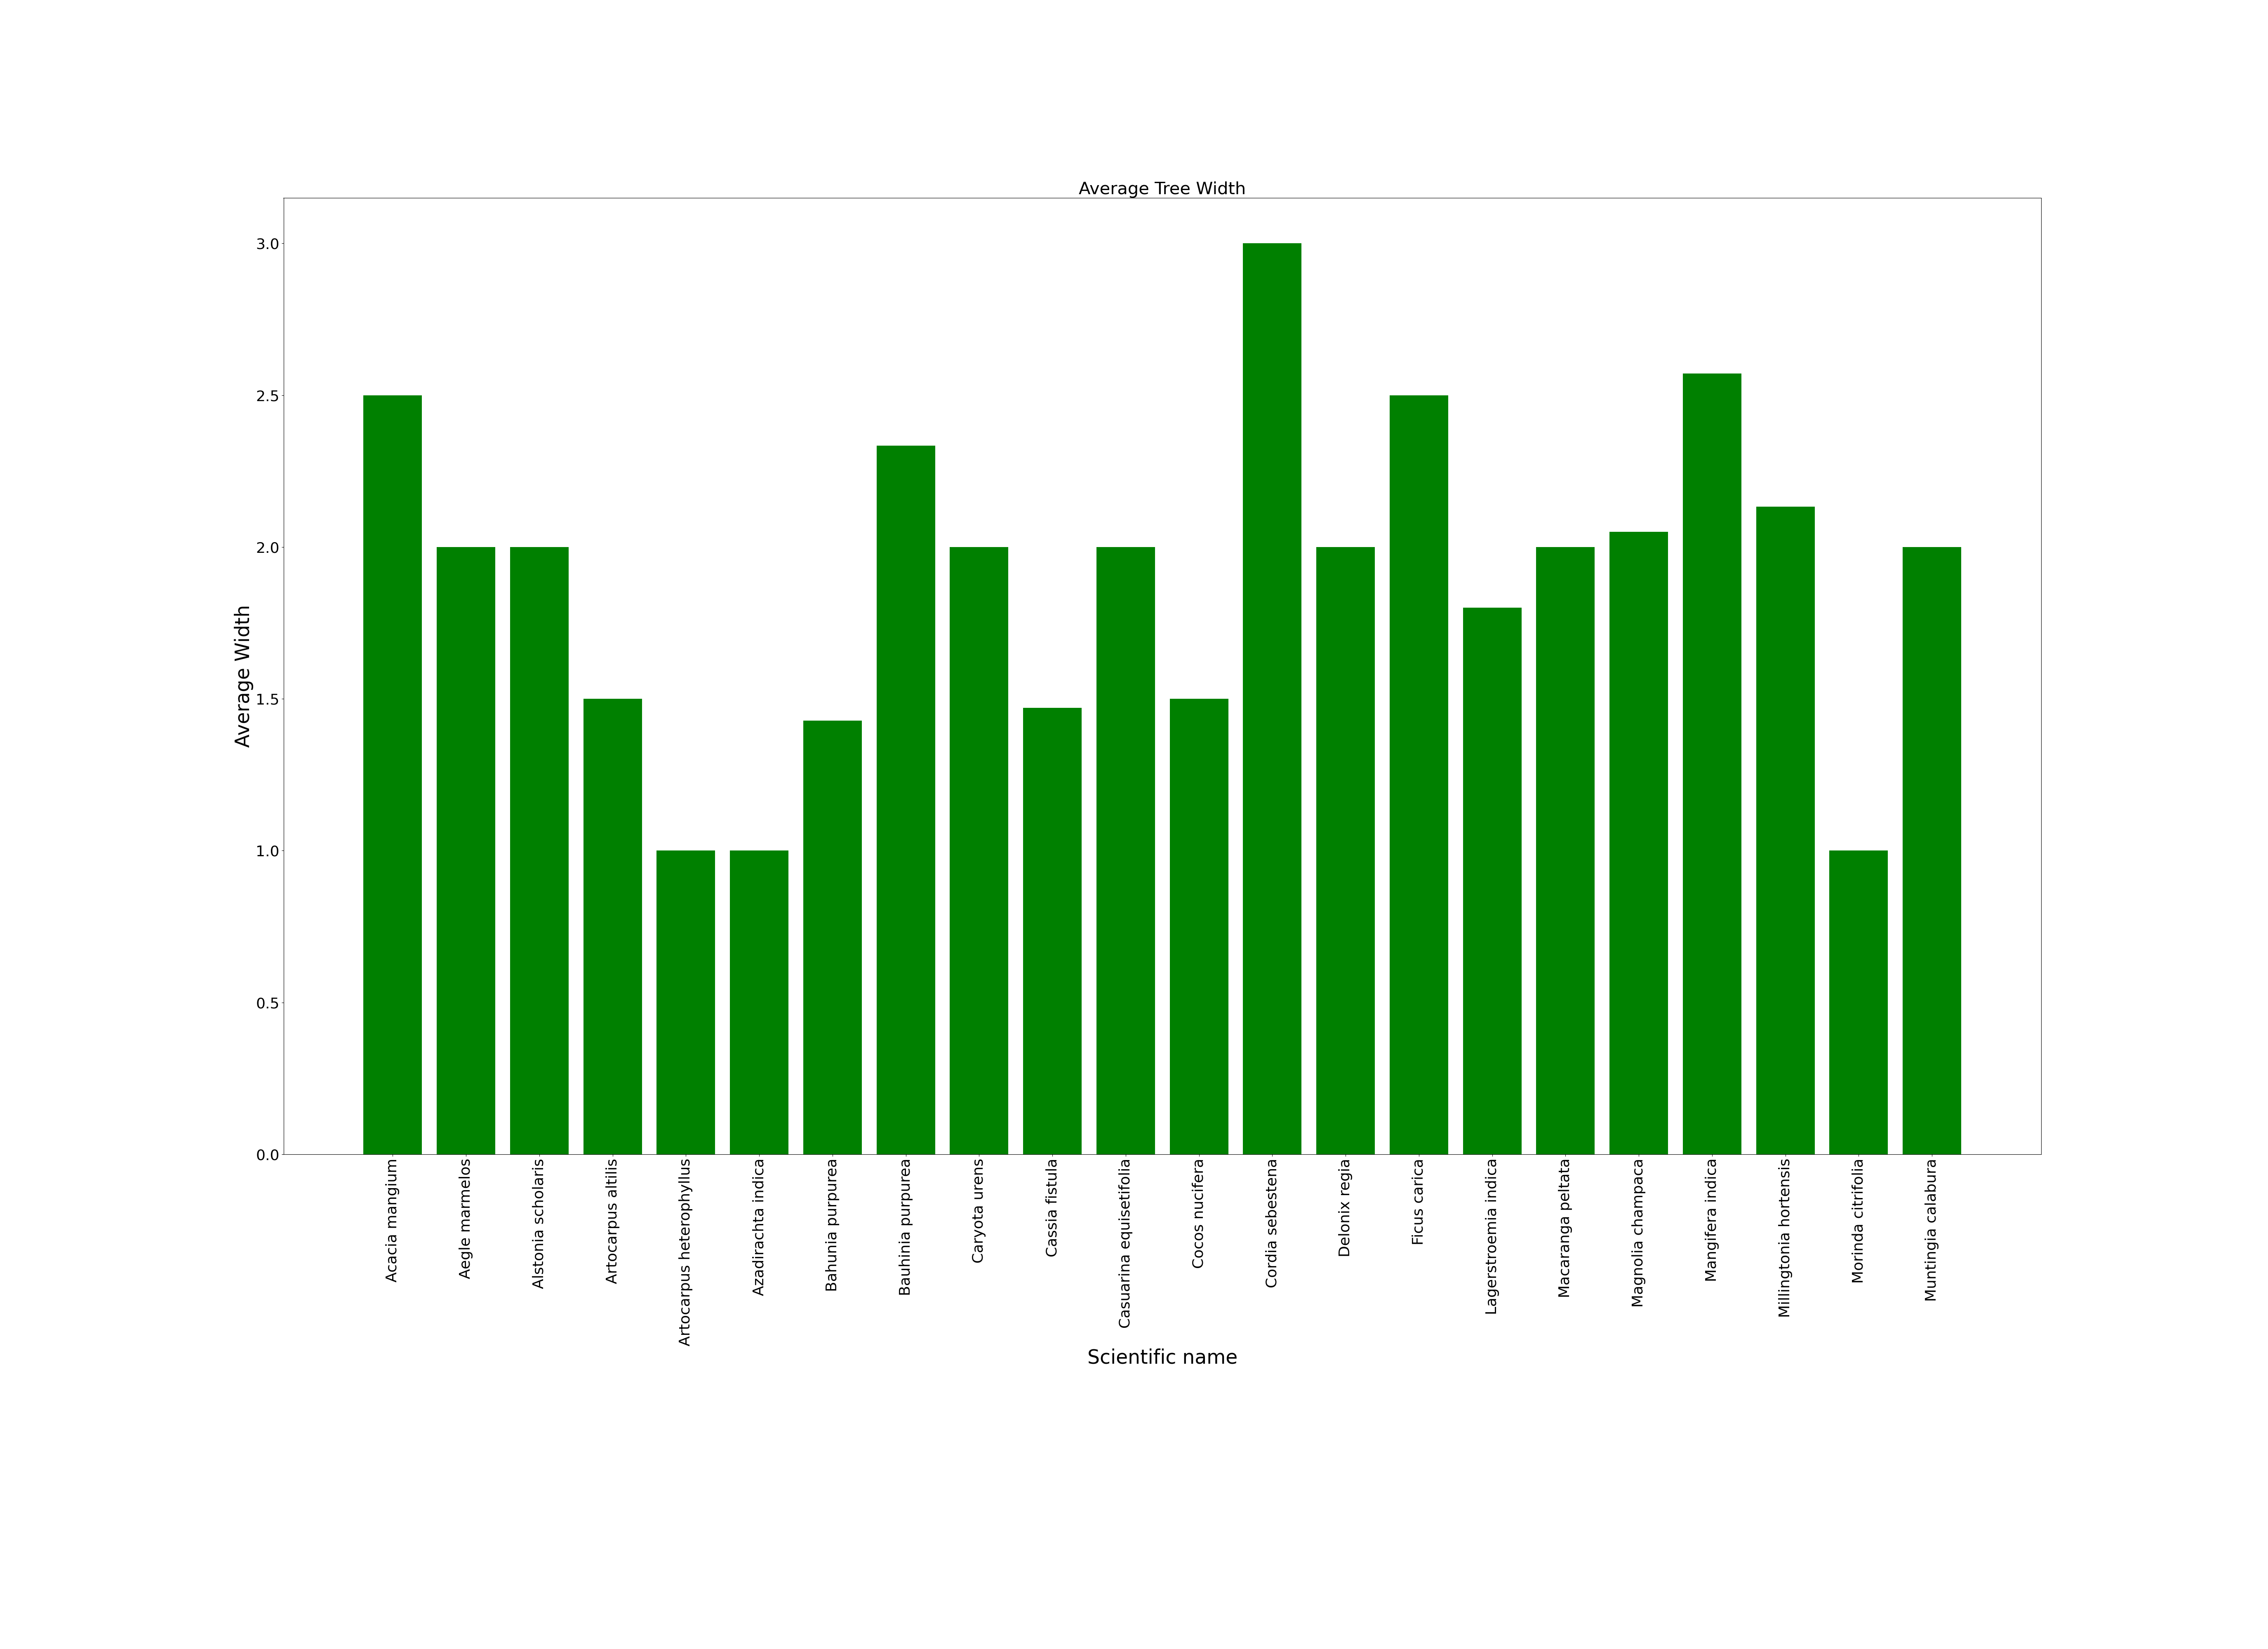 Average Tree Width
Average Width
3.0
2.5
2.0
1.5
1.0
0.5
0.0
Acacia mangium
Aegle marmelos
Alstonia scholaris
Artocarpus altilis
Artocarpus heterophyllus
Azadirachta indica
Bahunia purpurea
Bauhinia purpurea
Caryota urens
Cassia fistula
Casuarina equisetifolia
Cocos nucifera
Cordia sebestena
Delonix regia
Ficus carica
Lagerstroemia indica
Macaranga peltata
Magnolia champaca
Mangifera indica
Millingtonia hortensis
Morinda citrifolia
Muntingia calabura
Scientific name